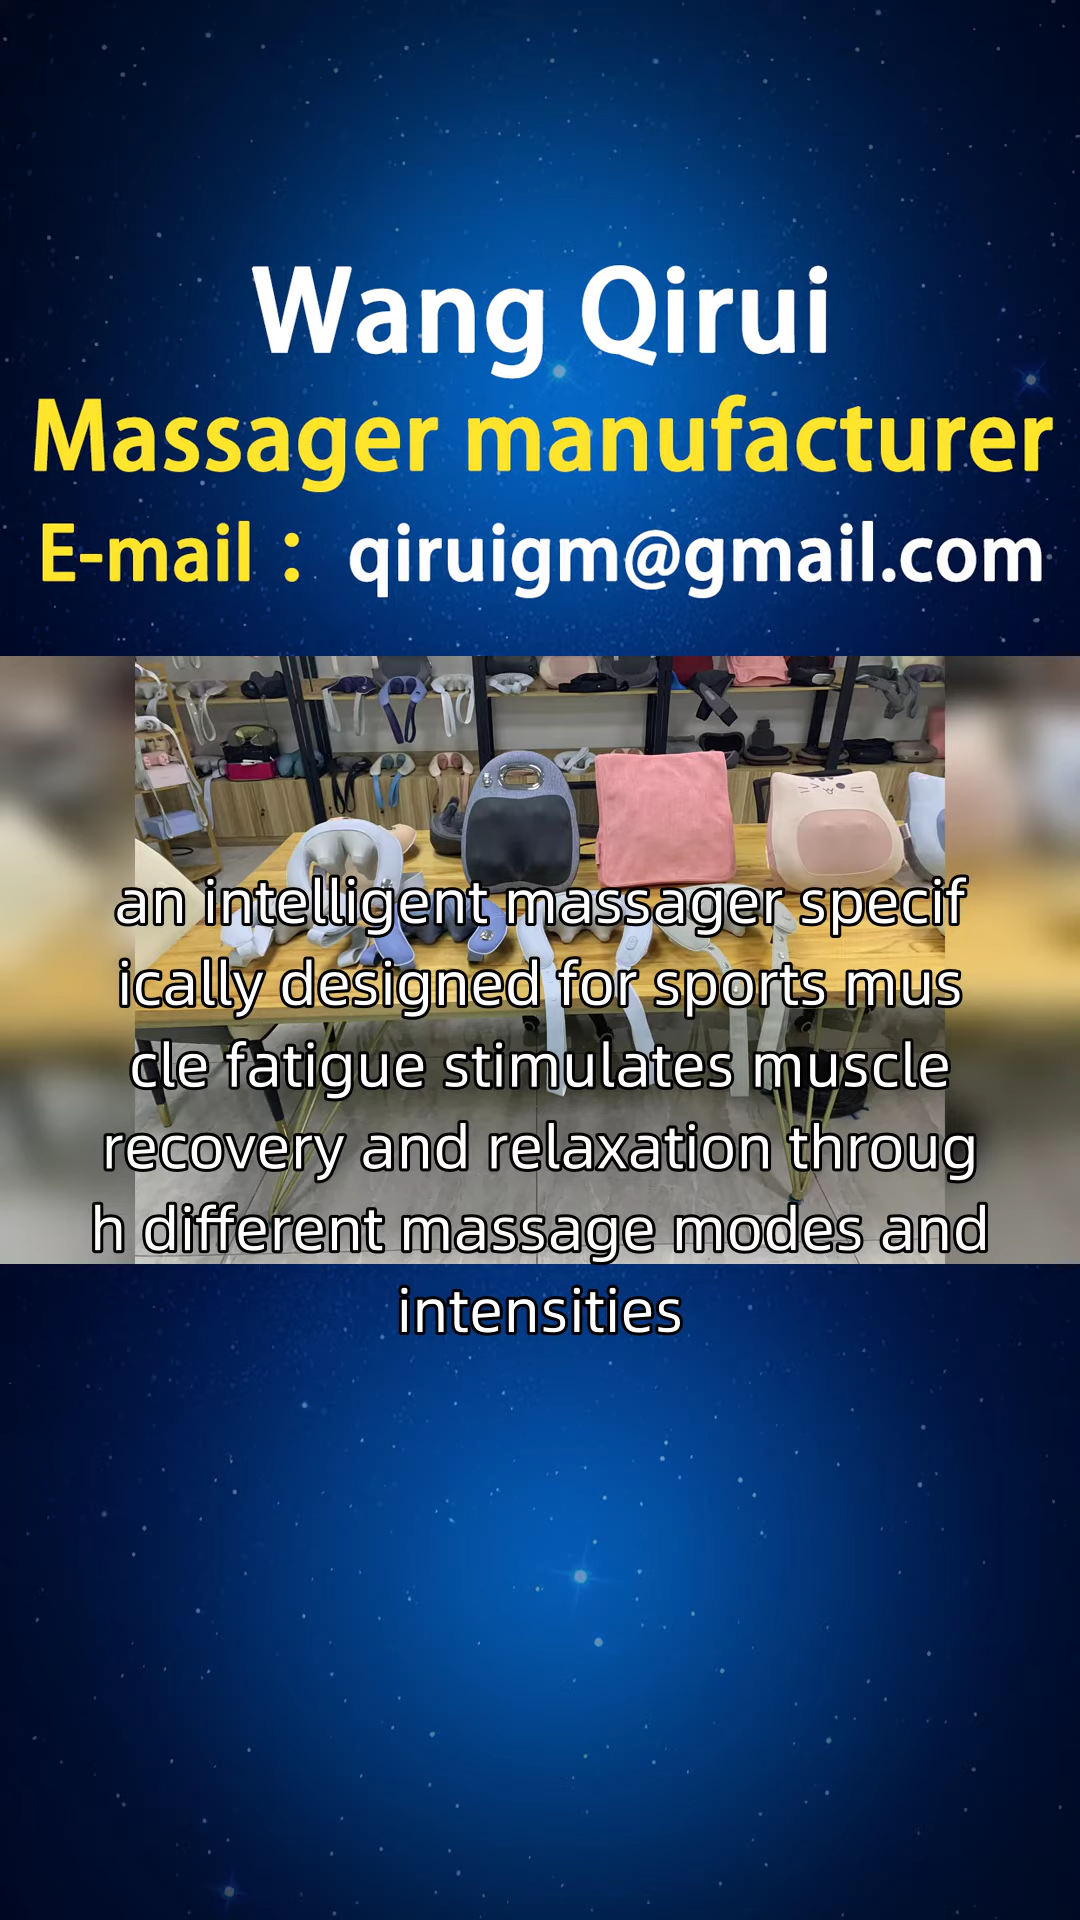 Wang Qirui
Massager manufacturer
E-mail： qiruigm@gmail.com
an intelligent massager specif
ically designed for sports mus
cle fatigue stimulates muscle
recovery and relaxation throug
h different massage modes and
intensities